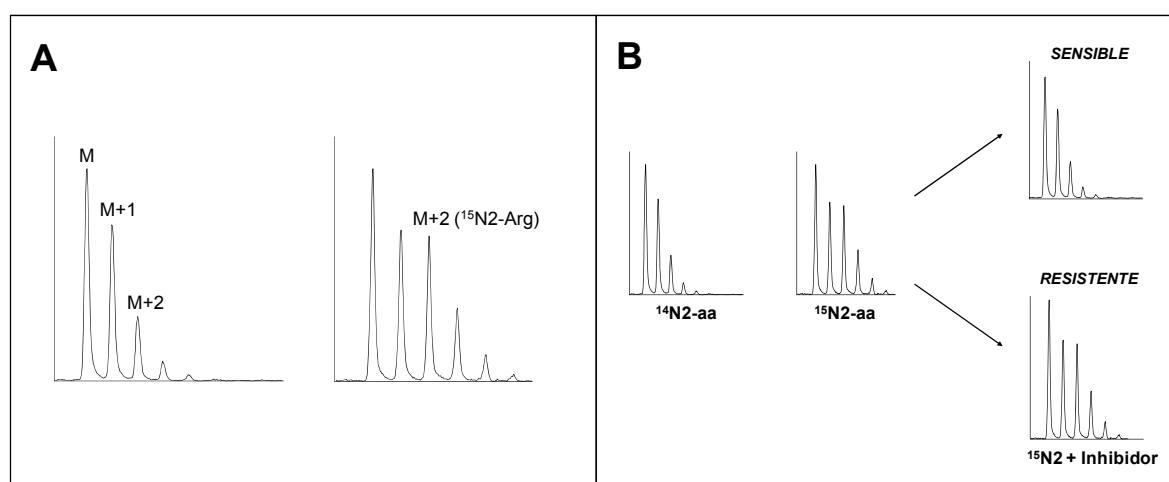 A
M
M+1
M+2
M+2 (¹⁵N2-Arg)
B
¹⁴N2-aa
¹⁵N2-aa
SENSIBLE
RESISTENTE
¹⁵N2 + Inhibidor